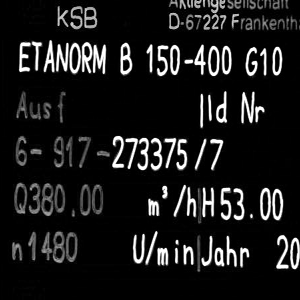 KSB
Aktiengesellschaft
D-67227 Frankentha
ETANORM B 150-400 G10
Ausf |Id Nr
6-917-273375/7
Q380.00 m³/h|H53.00
n1480 U/min|Jahr 20